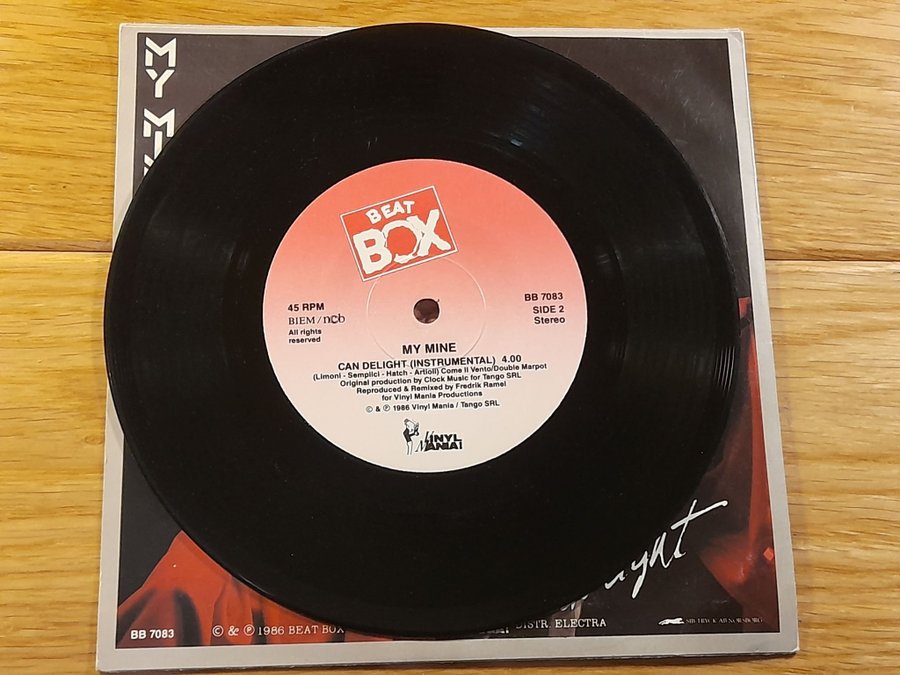 MY MI
BEAT
BOX
45 RPM
BIEM / ncb
All rights
reserved
BB 7083
SIDE 2
Stereo
MY MINE
CAN DELIGHT (INSTRUMENTAL) 4.00
(Limoni - Semplici - Hatch - Artioli) Come Il Vento/Double Marpot
Original production by Clock Music for Tango SRL
Reproduced & Remixed by Fredrik Ramel
for Vinyl Mania Productions
© & ℗ 1986 Vinyl Mania / Tango SRL
VINYL
MANIA!
BB 7083
© & ℗ 1986 BEAT BOX
DISTR. ELECTRA